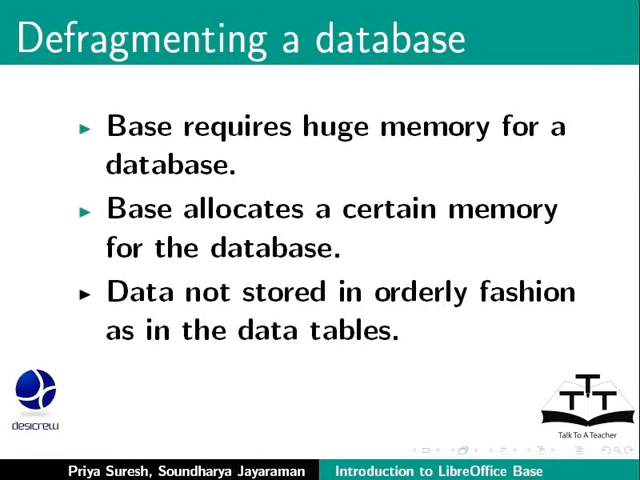 Defragmenting a database
Base requires huge memory for a
database.
Base allocates a certain memory
for the database.
Data not stored in orderly fashion
as in the data tables.
desicrew
TTT
Talk To A Teacher
Priya Suresh, Soundharya Jayaraman Introduction to LibreOffice Base